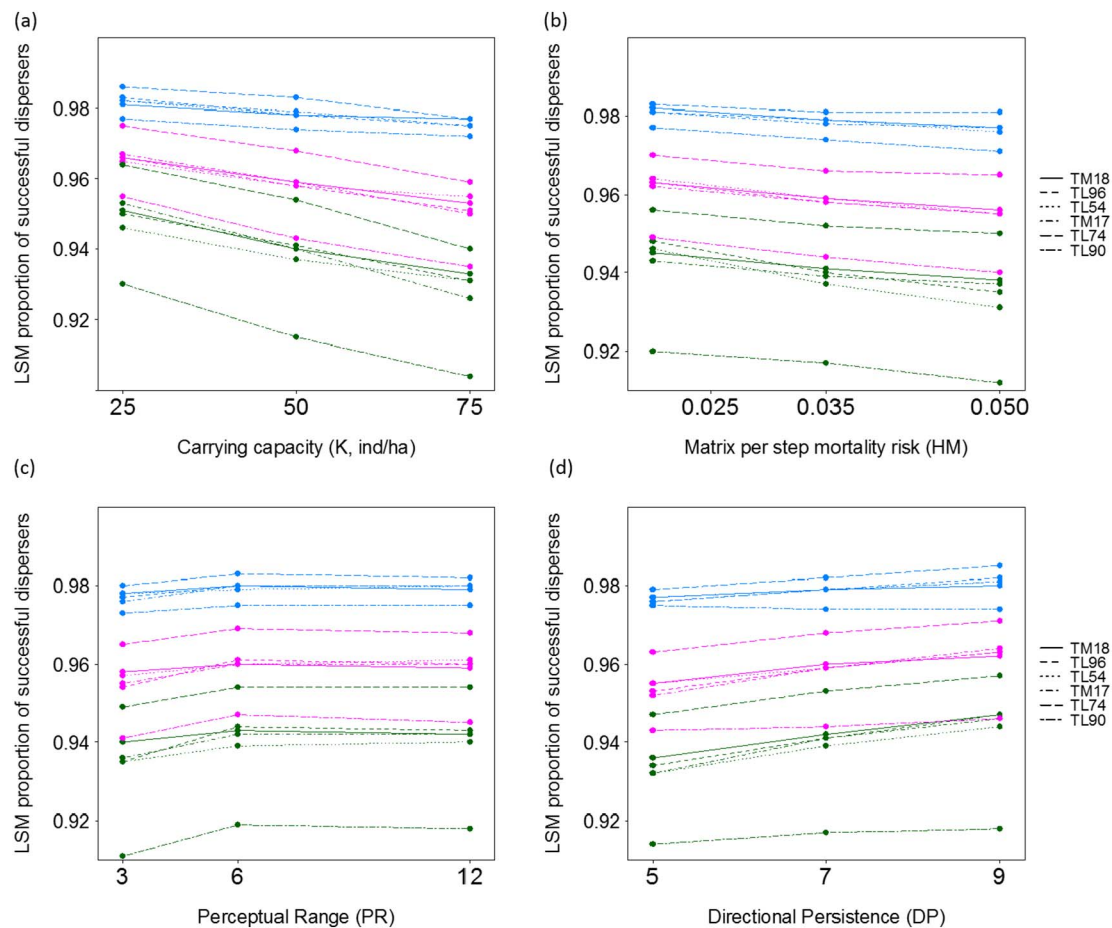 (a)
LSM proportion of successful dispersers
0.98
0.96
0.94
0.92
25
50
75
Carrying capacity (K, ind/ha)
(b)
LSM proportion of successful dispersers
0.98
0.96
0.94
0.92
0.025
0.035
0.050
Matrix per step mortality risk (HM)
TM18
TL96
TL54
TM17
TL74
TL90
(c)
LSM proportion of successful dispersers
0.98
0.96
0.94
0.92
3
6
12
Perceptual Range (PR)
(d)
LSM proportion of successful dispersers
0.98
0.96
0.94
0.92
5
7
9
Directional Persistence (DP)
TM18
TL96
TL54
TM17
TL74
TL90